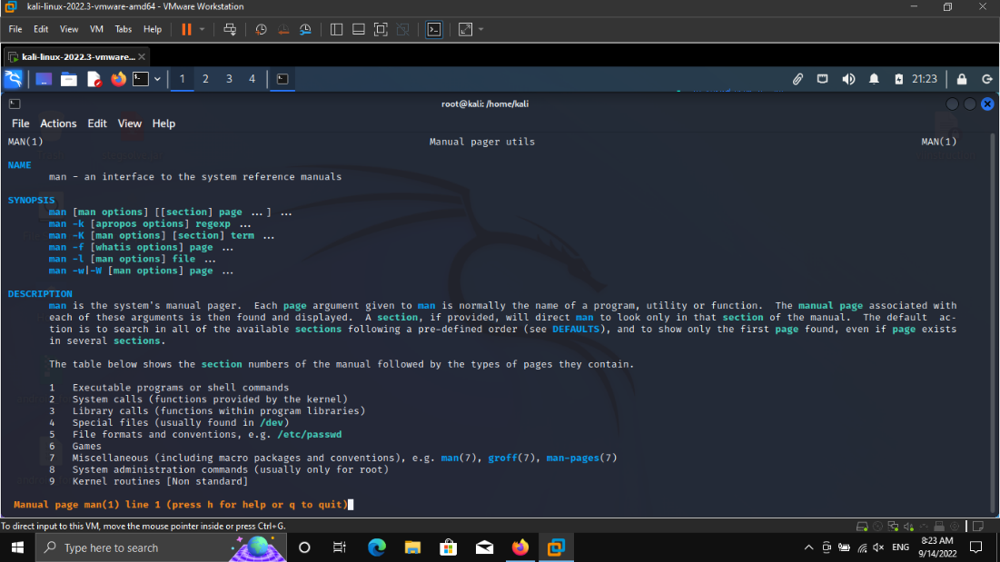 kali-linux-2022.3-vmware-amd64 - VMware Workstation
File Edit View VM Tabs Help
kali-linux-2022.3-vmware...
1 2 3 4 21:23
root@kali: /home/kali
File Actions Edit View Help
MAN(1) Manual pager utils MAN(1)
NAME
man - an interface to the system reference manuals
SYNOPSIS
man [man options] [[section] page ...] ...
man -k [apropos options] regexp ...
man -K [man options] [section] term ...
man -f [whatis options] page ...
man -l [man options] file ...
man -w|-W [man options] page ...
DESCRIPTION
man is the system's manual pager. Each page argument given to man is normally the name of a program, utility or function. The manual page associated with
each of these arguments is then found and displayed. A section, if provided, will direct man to look only in that section of the manual. The default ac-
tion is to search in all of the available sections following a pre-defined order (see DEFAULTS), and to show only the first page found, even if page exists
in several sections.
The table below shows the section numbers of the manual followed by the types of pages they contain.
1 Executable programs or shell commands
2 System calls (functions provided by the kernel)
3 Library calls (functions within program libraries)
4 Special files (usually found in /dev)
5 File formats and conventions, e.g. /etc/passwd
6 Games
7 Miscellaneous (including macro packages and conventions), e.g. man(7), groff(7), man-pages(7)
8 System administration commands (usually only for root)
9 Kernel routines [Non standard]
Manual page man(1) line 1 (press h for help or q to quit)
To direct input to this VM, move the mouse pointer inside or press Ctrl+G.
Type here to search
ENG
8:23 AM
9/14/2022